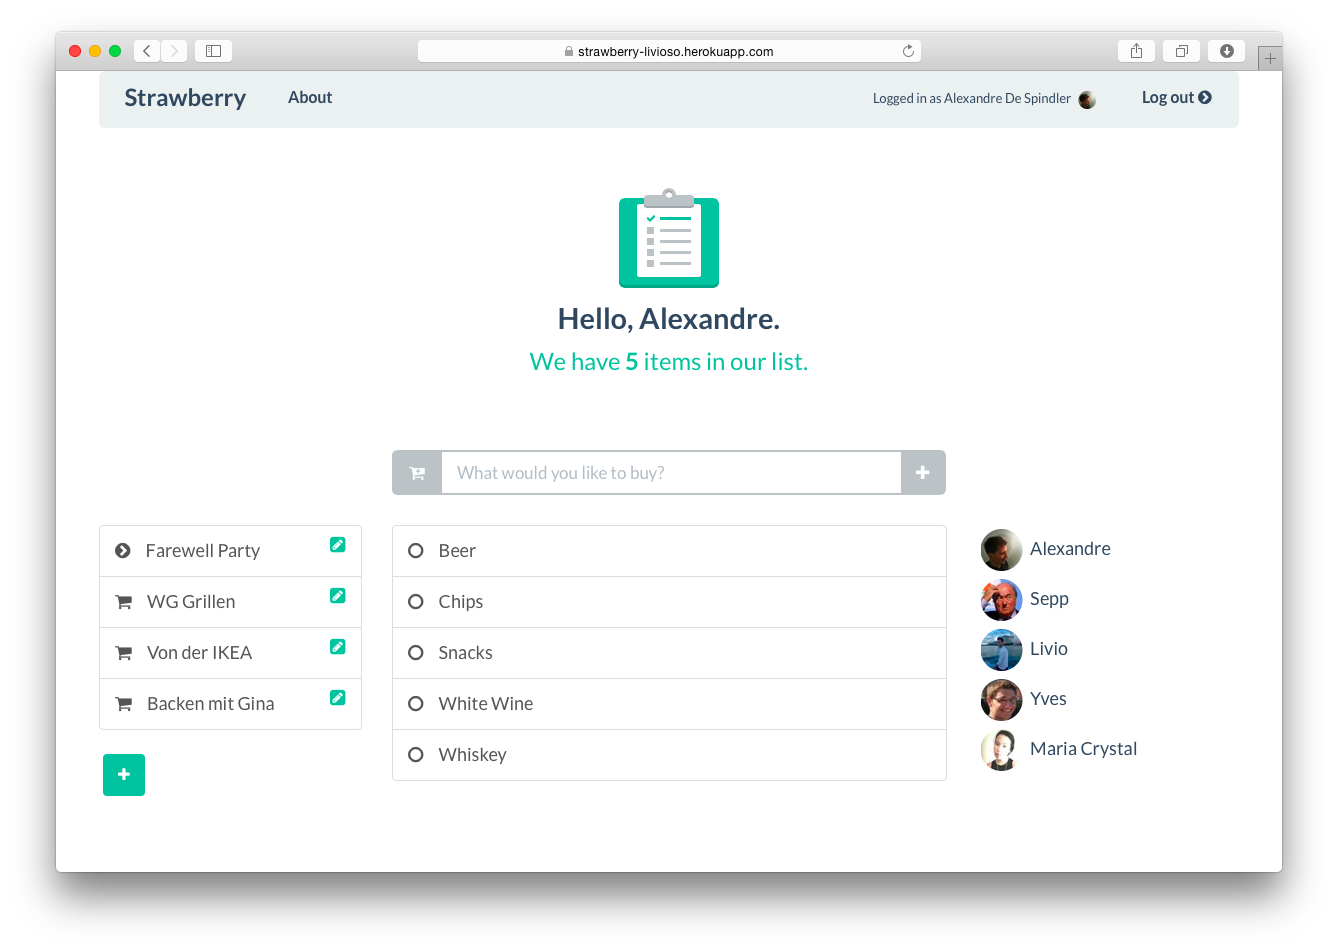 strawberry-livioso.herokuapp.com
Strawberry
About
Logged in as Alexandre De Spindler
Log out
Hello, Alexandre.
We have 5 items in our list.
What would you like to buy?
Farewell Party
WG Grillen
Von der IKEA
Backen mit Gina
Beer
Chips
Snacks
White Wine
Whiskey
Alexandre
Sepp
Livio
Yves
Maria Crystal